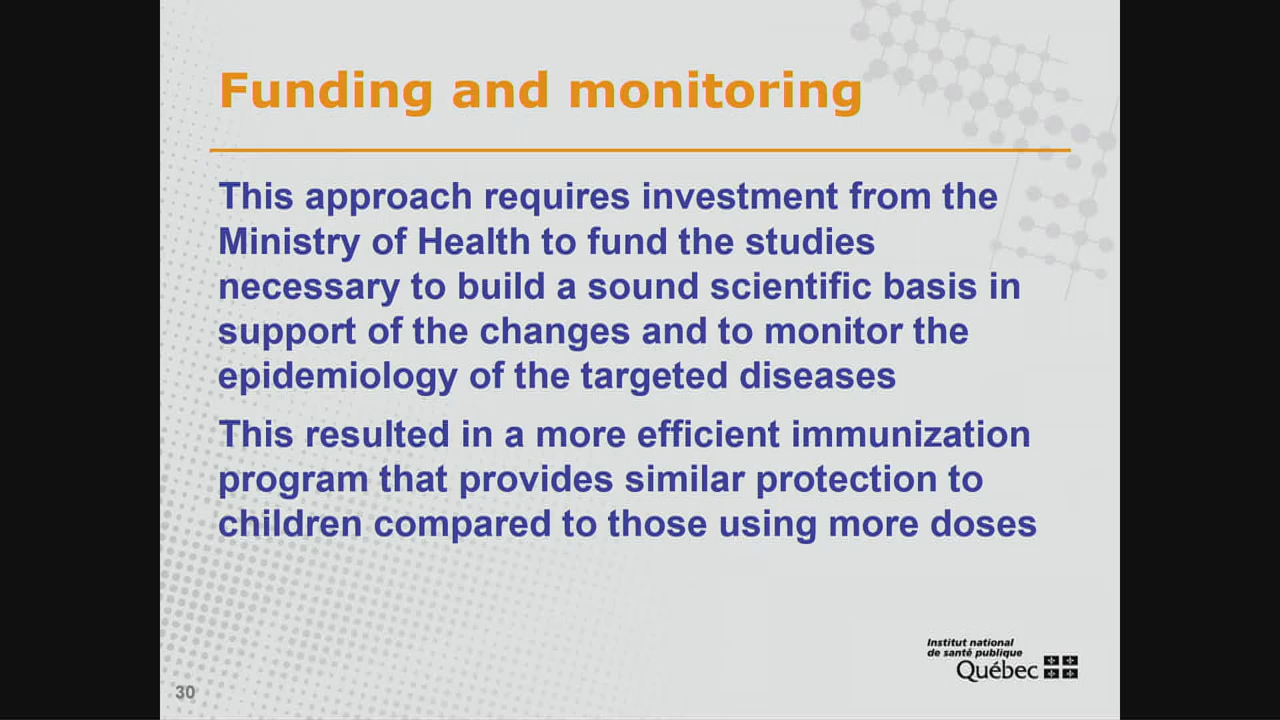 Funding and monitoring
This approach requires investment from the
Ministry of Health to fund the studies
necessary to build a sound scientific basis in
support of the changes and to monitor the
epidemiology of the targeted diseases
This resulted in a more efficient immunization
program that provides similar protection to
children compared to those using more doses
Institut national
de santé publique
Québec
30